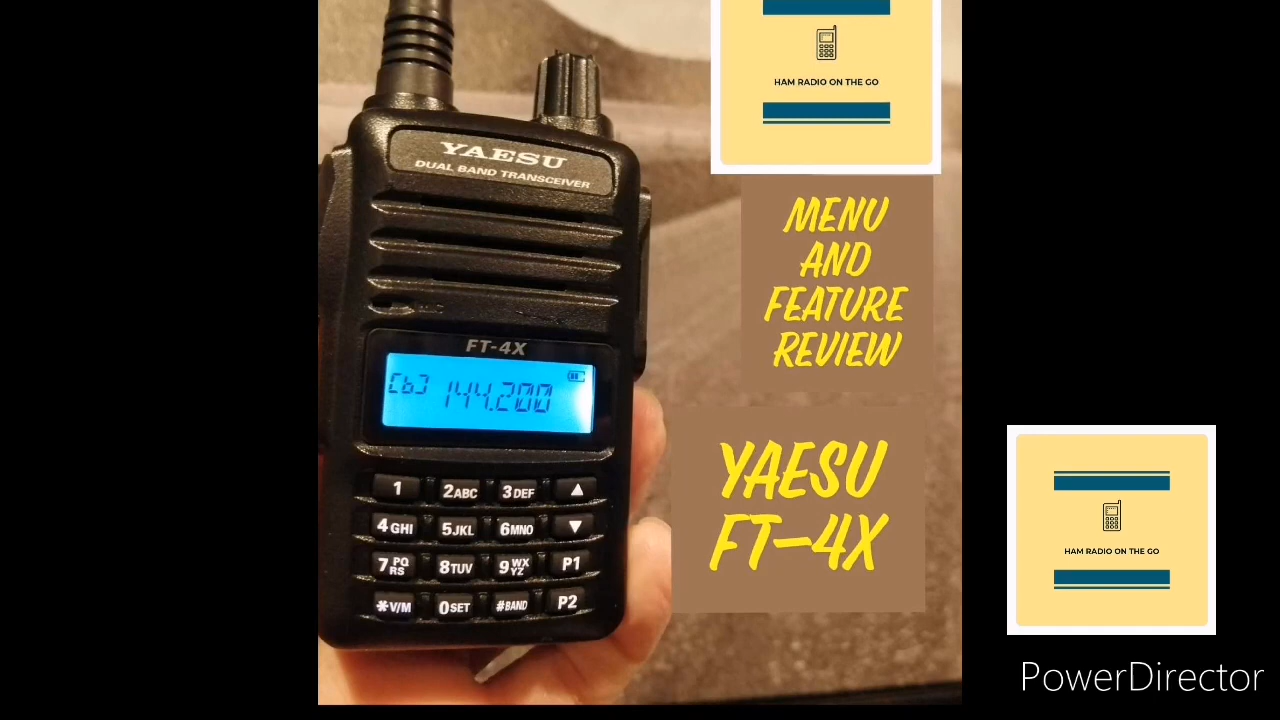 YAESU
DUAL BAND TRANSCEIVER
FT-4X
[b] 144.200
1 2ABC 3DEF ▲
4GHI 5JKL 6MNO ▼
7PQRS 8TUV 9WXYZ P1
*V/M 0SET #BAND P2
HAM RADIO ON THE GO
MENU
AND
FEATURE
REVIEW
YAESU
FT-4X
HAM RADIO ON THE GO
PowerDirector